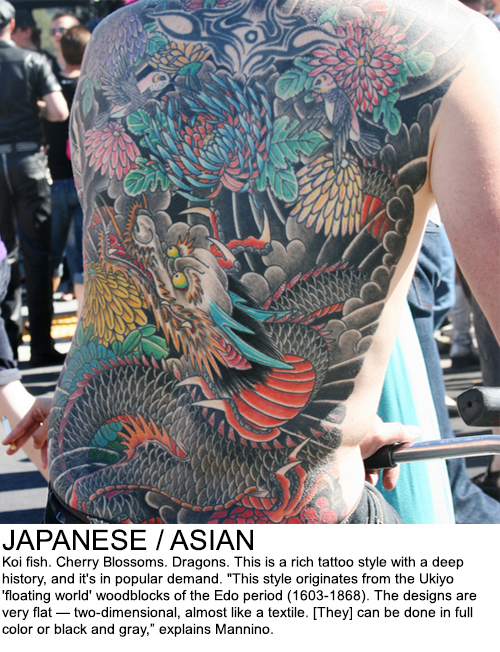 JAPANESE / ASIAN
Koi fish. Cherry Blossoms. Dragons. This is a rich tattoo style with a deep
history, and it's in popular demand. "This style originates from the Ukiyo
'floating world' woodblocks of the Edo period (1603-1868). The designs are
very flat — two-dimensional, almost like a textile. [They] can be done in full
color or black and gray,” explains Mannino.